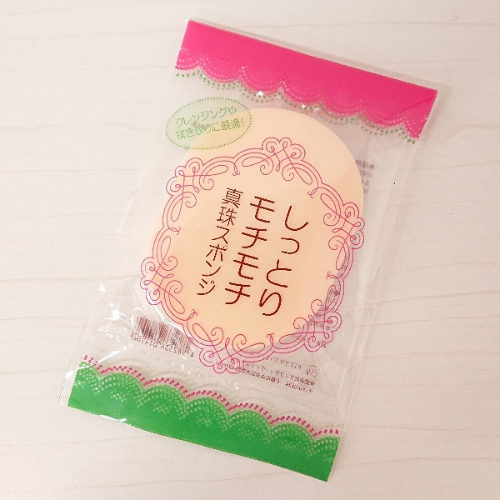 クレンジングや
拭き取りに最適!
しっとり
モチモチ
真珠スポンジ